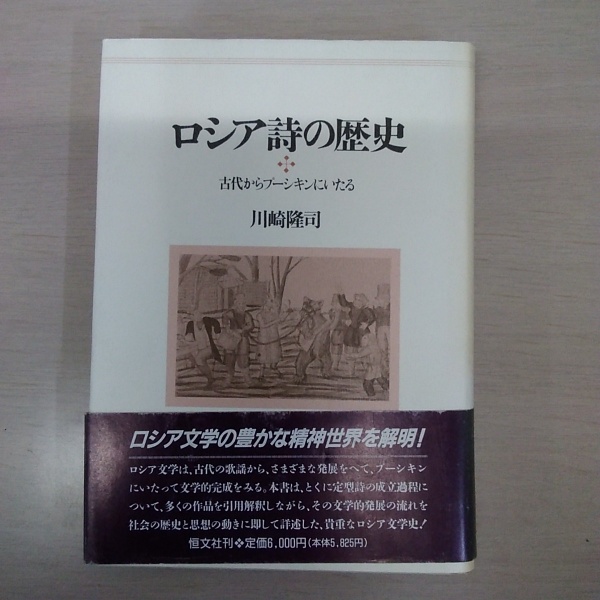 ロシア詩の歴史
古代からプーシキンにいたる
川崎隆司
ロシア文学の豊かな精神世界を解明!
ロシア文学は、古代の歌謡から、さまざまな発展をへて、プーシキン
にいたって文学的完成をみる。本書は、とくに定型詩の成立過程に
ついて、多くの作品を引用解釈しながら、その文学的発展の流れを
社会の歴史と思想の動きに即して詳述した、貴重なロシア文学史!
恒文社刊❖定価6,000円(本体5,825円)